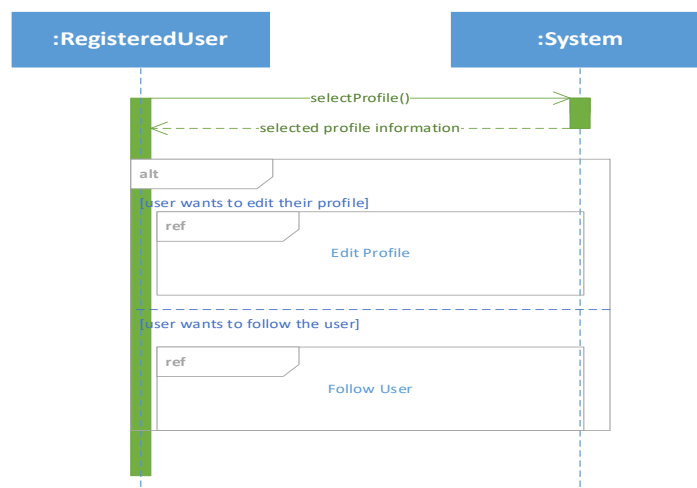 :RegisteredUser
:System
selectProfile()
selected profile information
alt
[user wants to edit their profile]
ref
Edit Profile
[user wants to follow the user]
ref
Follow User